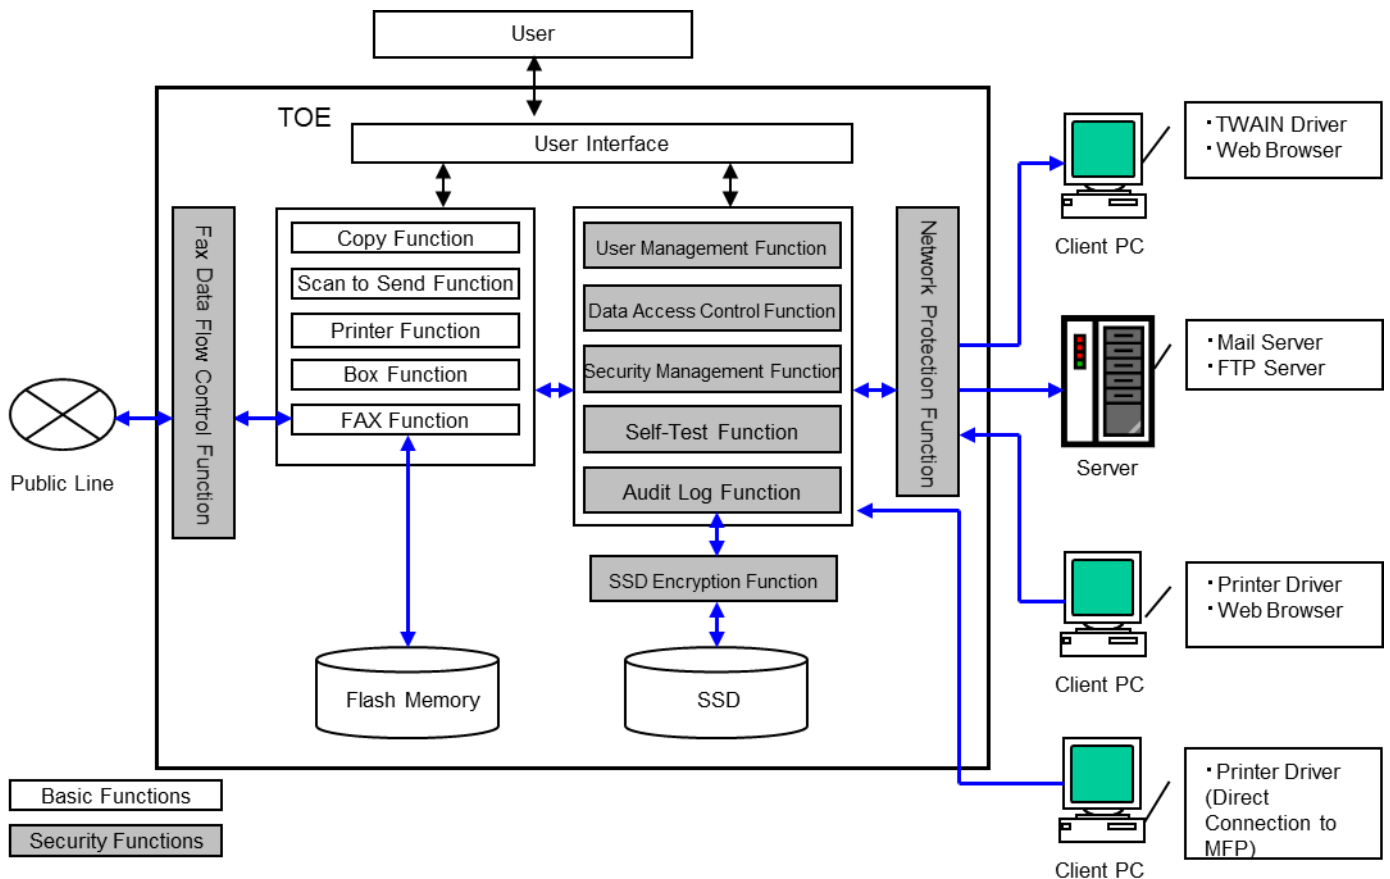 User
TOE
User Interface
Fax Data Flow Control Function
Copy Function
Scan to Send Function
Printer Function
Box Function
FAX Function
User Management Function
Data Access Control Function
Security Management Function
Self-Test Function
Audit Log Function
SSD Encryption Function
Network Protection Function
Flash Memory
SSD
Public Line
・TWAIN Driver
・Web Browser
Client PC
・Mail Server
・FTP Server
Server
・Printer Driver
・Web Browser
Client PC
・Printer Driver
(Direct
Connection to
MFP)
Client PC
Basic Functions
Security Functions